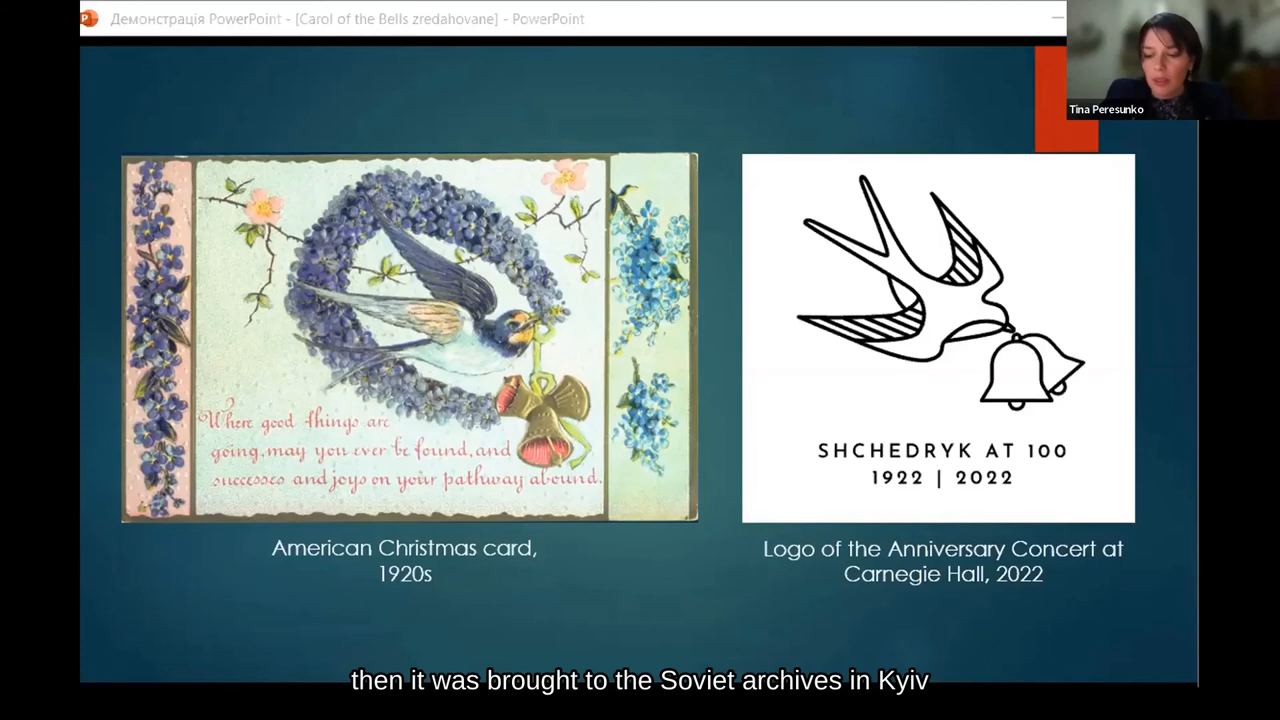 Демонстрація PowerPoint - [Carol of the Bells zredahovane] - PowerPoint
Tina Peresunko
Where good things are
going, may you ever be found, and
successes and joys on your pathway abound.
SHCHEDRYK AT 100
1922 | 2022
American Christmas card,
1920s
Logo of the Anniversary Concert at
Carnegie Hall, 2022
then it was brought to the Soviet archives in Kyiv